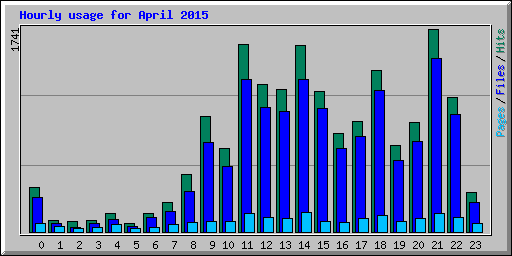 Hourly usage for April 2015
1741
Pages / Files / Hits
0 1 2 3 4 5 6 7 8 9 10 11 12 13 14 15 16 17 18 19 20 21 22 23